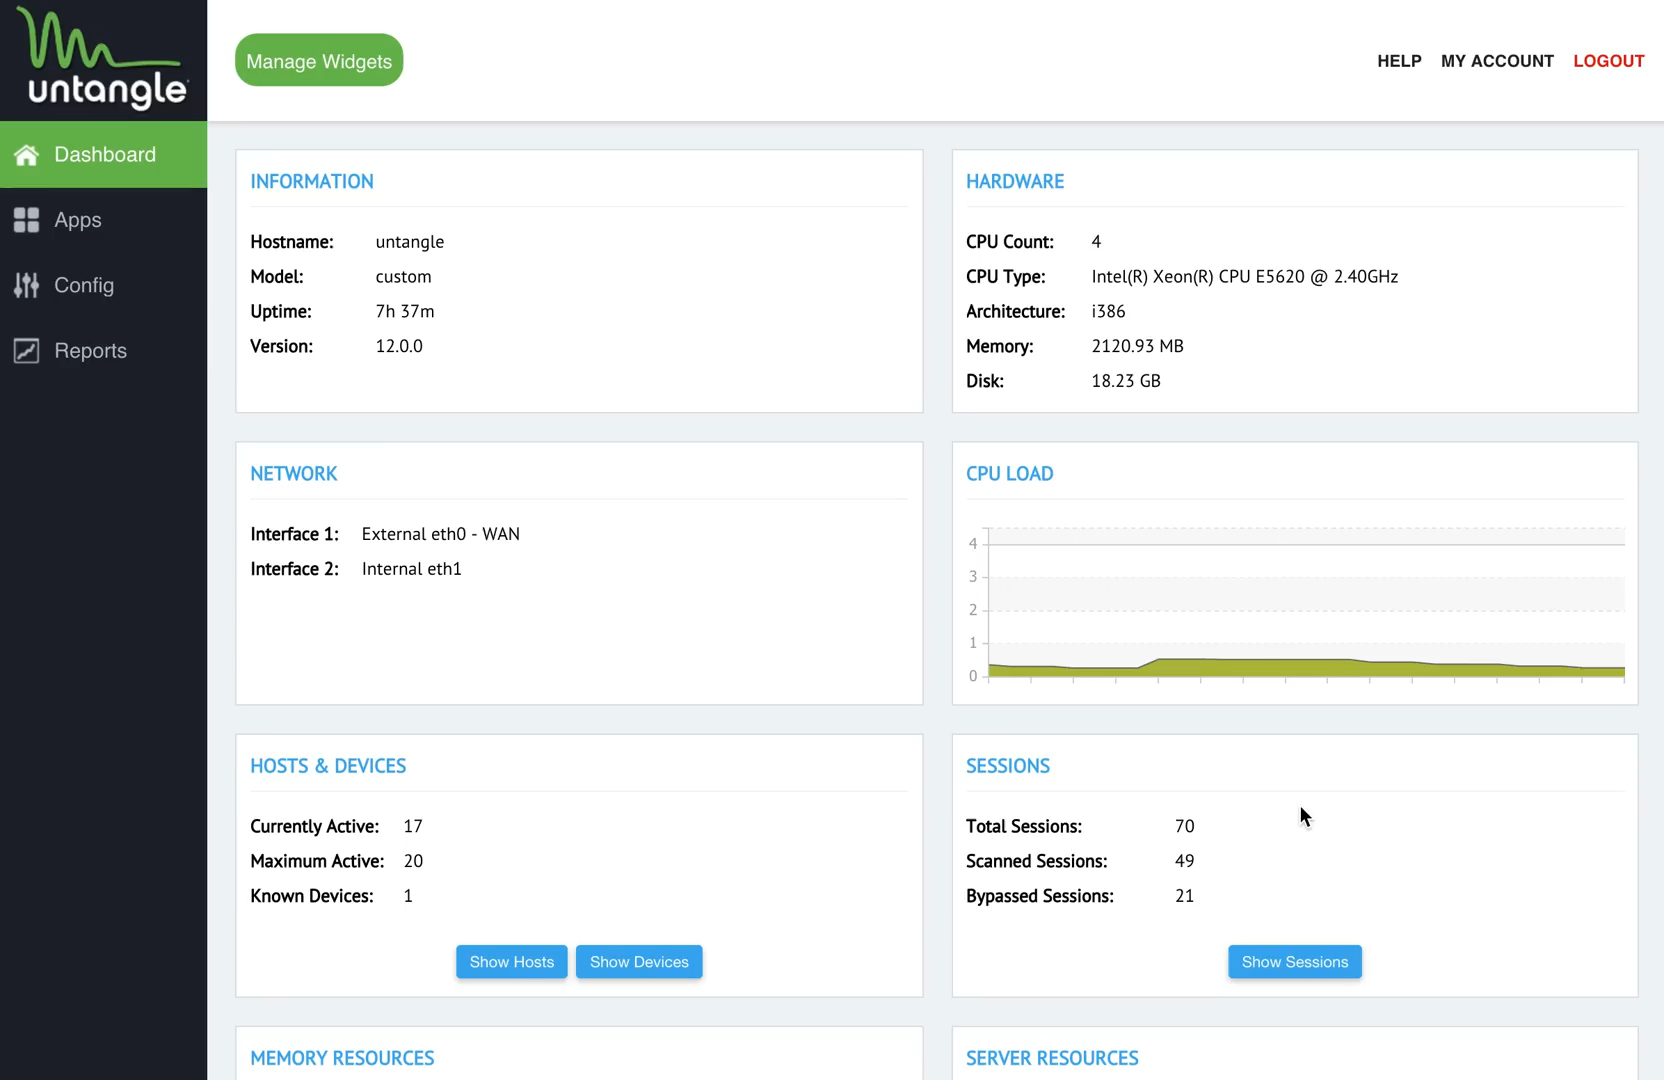 untangle
Manage Widgets
HELP MY ACCOUNT LOGOUT
Dashboard
Apps
Config
Reports
INFORMATION
Hostname: untangle
Model: custom
Uptime: 7h 37m
Version: 12.0.0
HARDWARE
CPU Count: 4
CPU Type: Intel(R) Xeon(R) CPU E5620 @ 2.40GHz
Architecture: i386
Memory: 2120.93 MB
Disk: 18.23 GB
NETWORK
Interface 1: External eth0 - WAN
Interface 2: Internal eth1
CPU LOAD
4
3
2
1
0
HOSTS & DEVICES
Currently Active: 17
Maximum Active: 20
Known Devices: 1
Show Hosts Show Devices
SESSIONS
Total Sessions: 70
Scanned Sessions: 49
Bypassed Sessions: 21
Show Sessions
MEMORY RESOURCES
SERVER RESOURCES